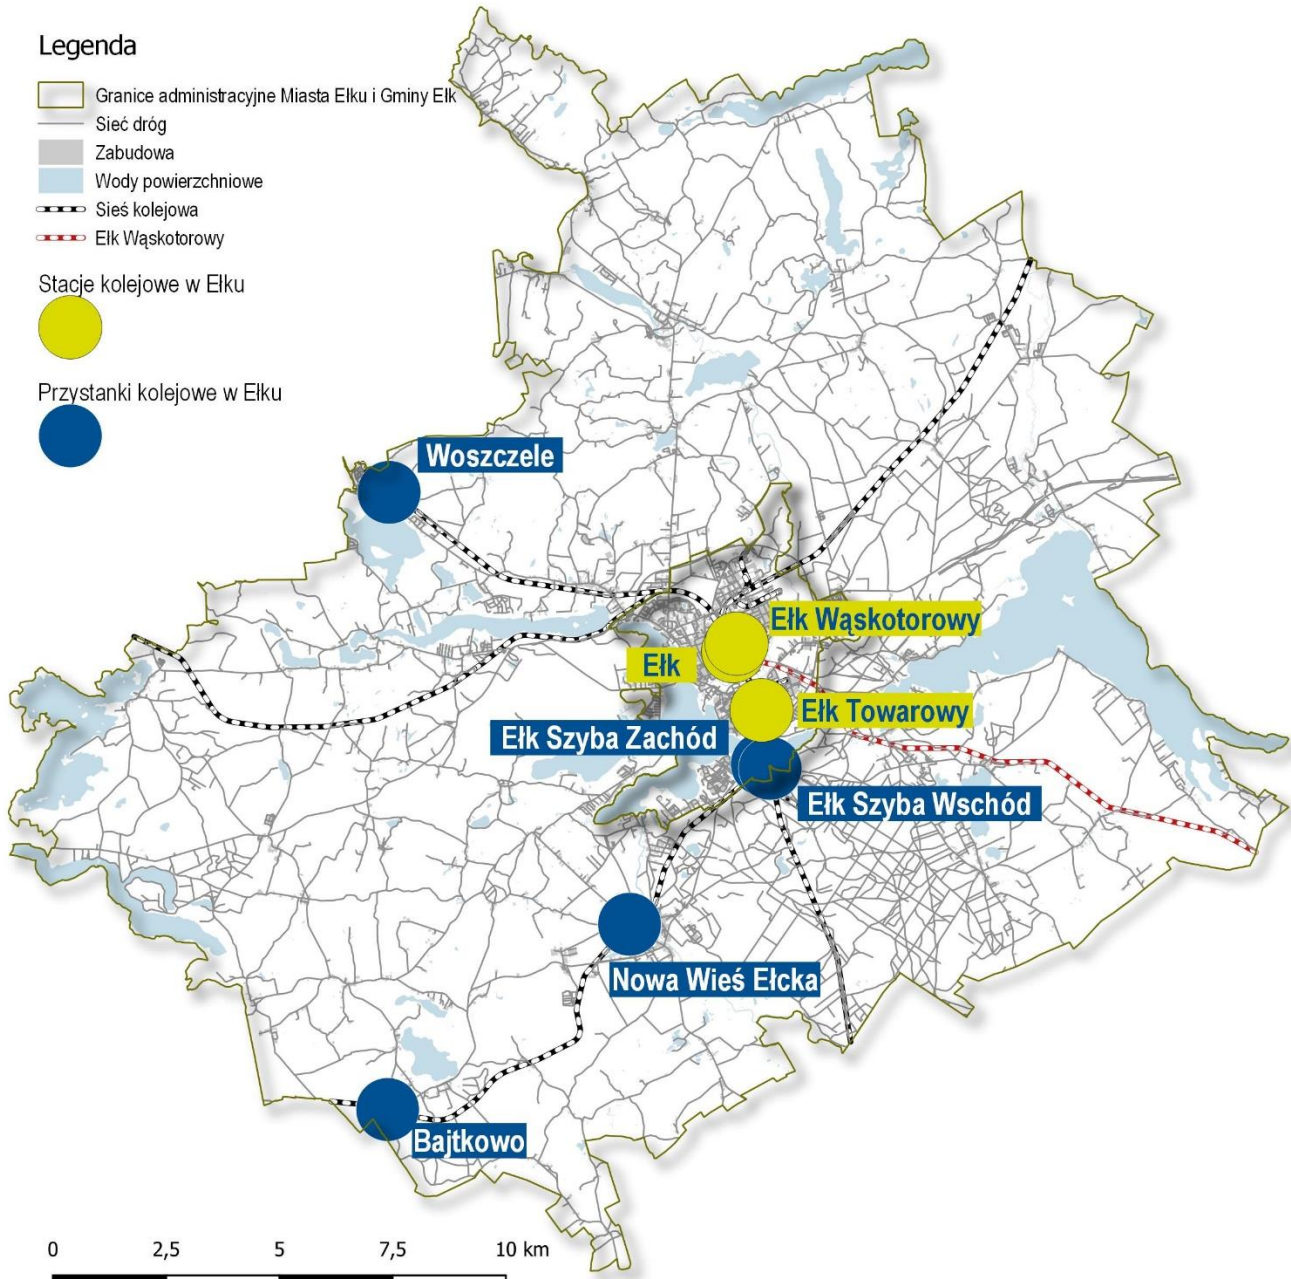 Legenda
Granice administracyjne Miasta Ełku i Gminy Ełk
Sieć dróg
Zabudowa
Wody powierzchniowe
Sieś kolejowa
Ełk Wąskotorowy
Stacje kolejowe w Ełku
Przystanki kolejowe w Ełku
Woszczele
Ełk Wąskotorowy
Ełk
Ełk Towarowy
Ełk Szyba Zachód
Ełk Szyba Wschód
Nowa Wieś Ełcka
Bajtkowo
0 2,5 5 7,5 10 km